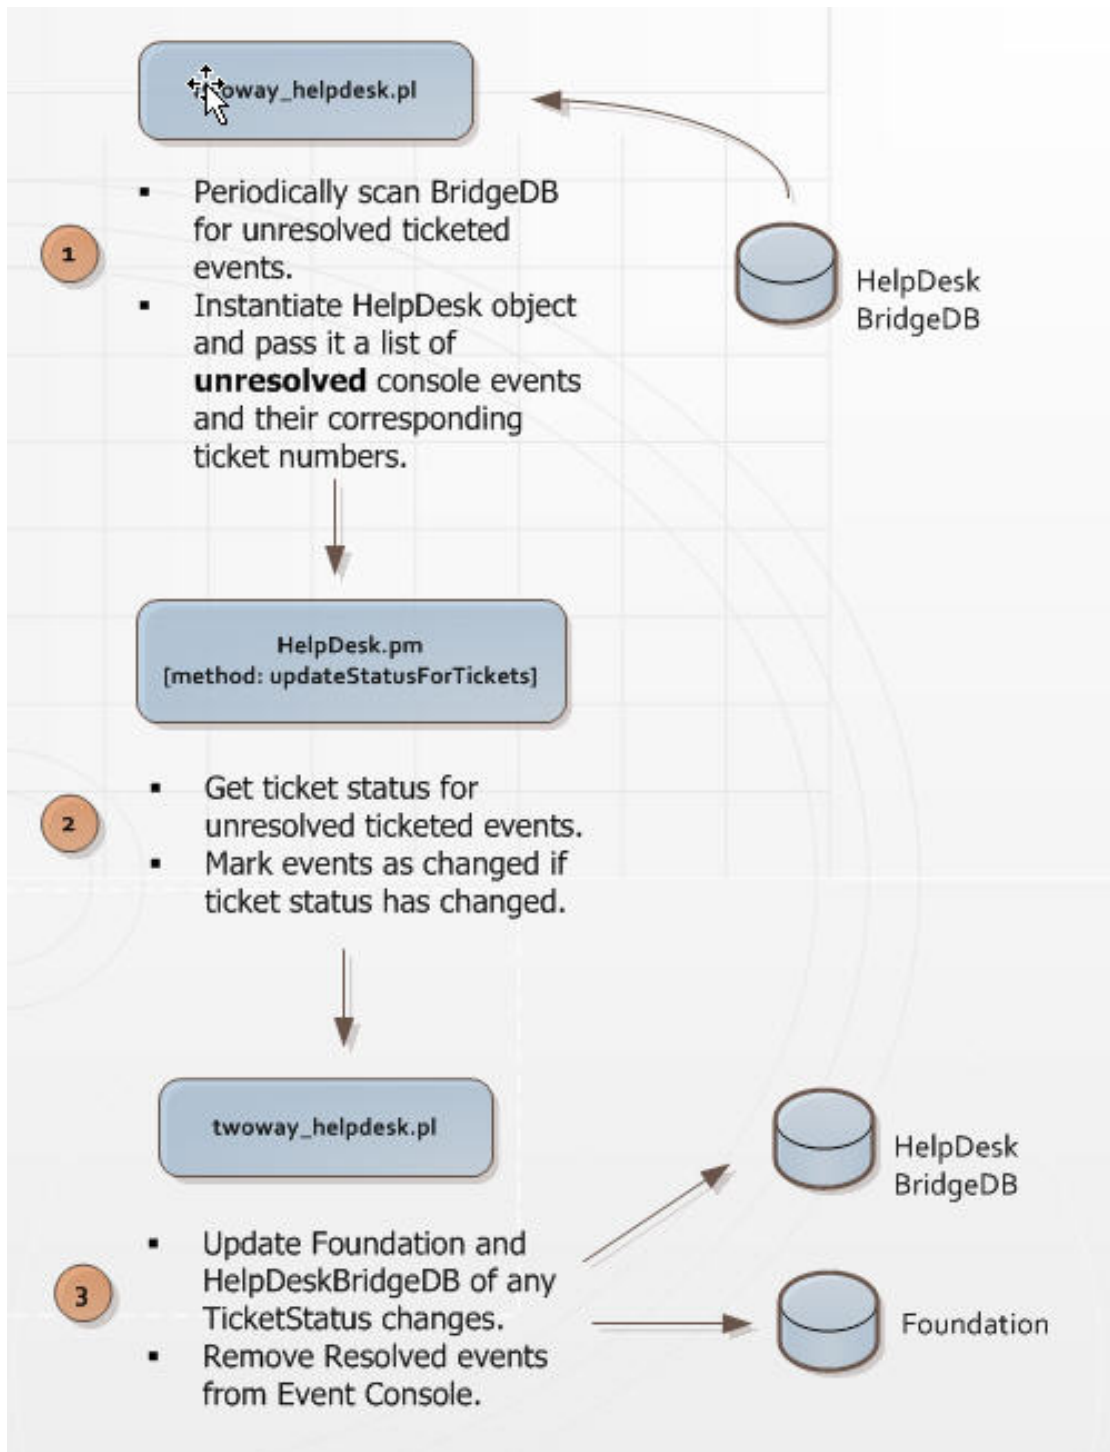 oway_helpdesk.pl
▪ Periodically scan BridgeDB
for unresolved ticketed
events.
▪ Instantiate HelpDesk object
and pass it a list of
unresolved console events
and their corresponding
ticket numbers.
1
HelpDesk
BridgeDB
HelpDesk.pm
[method: updateStatusForTickets]
2
▪ Get ticket status for
unresolved ticketed events.
▪ Mark events as changed if
ticket status has changed.
twoway_helpdesk.pl
3
▪ Update Foundation and
HelpDeskBridgeDB of any
TicketStatus changes.
▪ Remove Resolved events
from Event Console.
HelpDesk
BridgeDB
Foundation